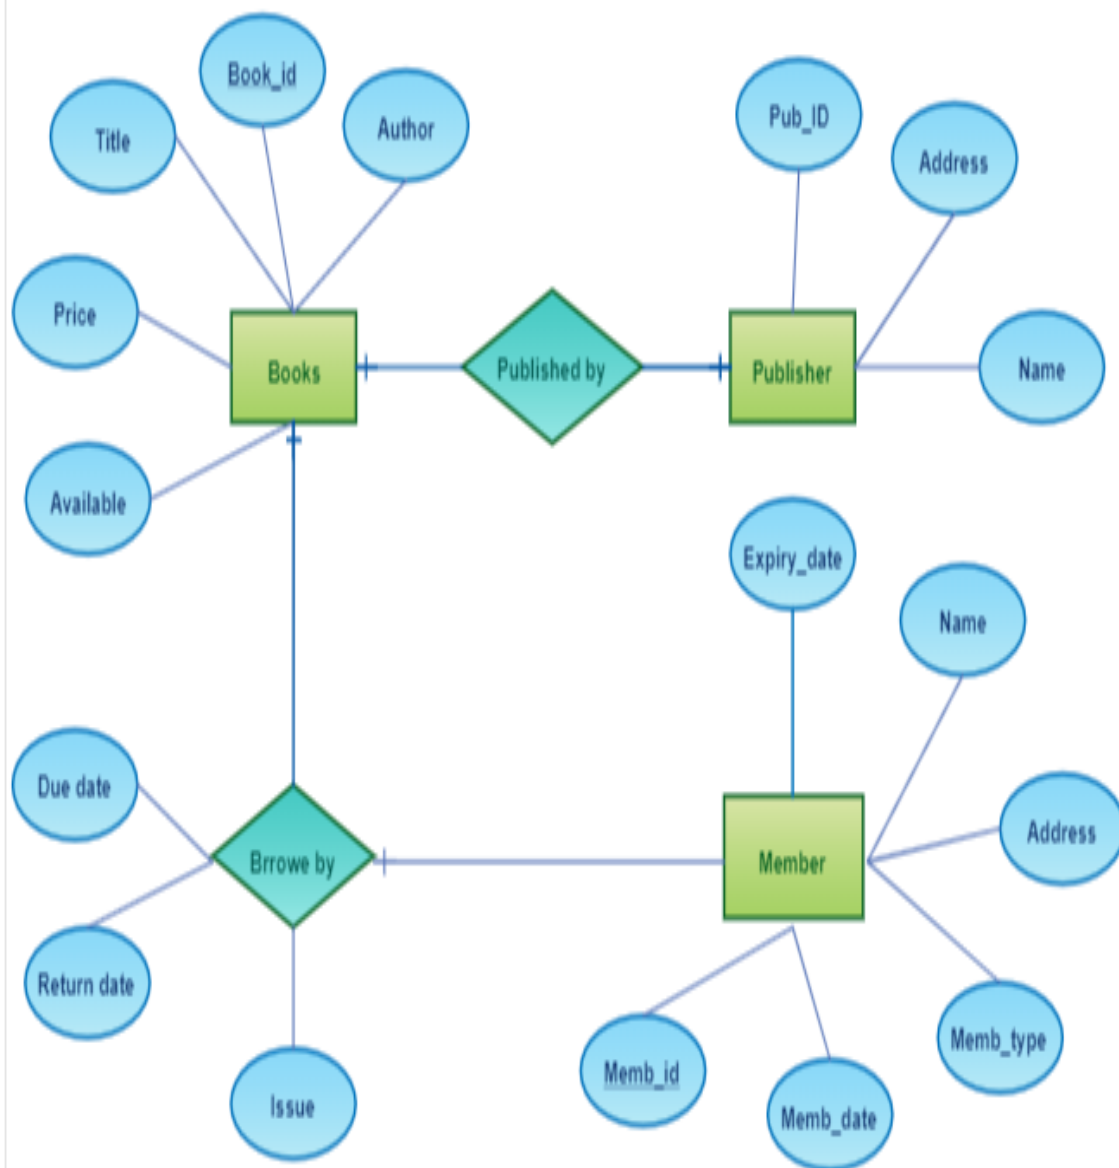 Book_id
Title
Author
Pub_ID
Address
Price
Books
Published by
Publisher
Name
Available
Expiry_date
Name
Due date
Brrowe by
Member
Address
Return date
Memb_id
Memb_type
Issue
Memb_date